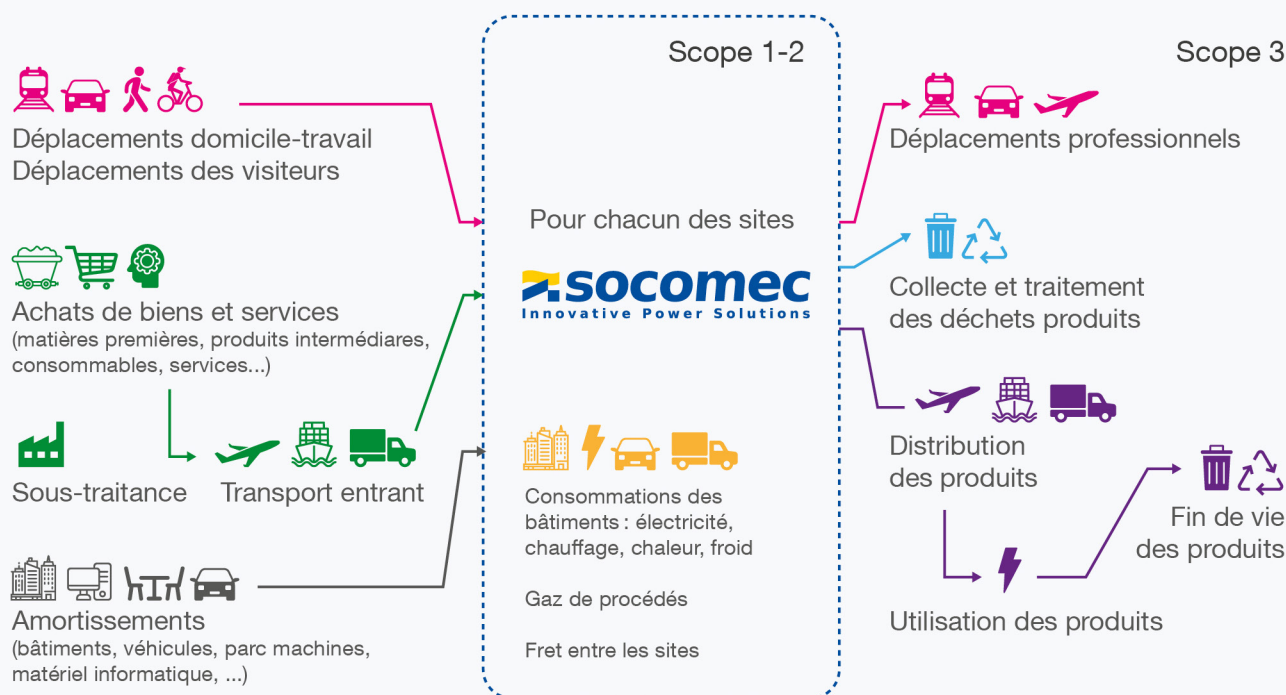 Scope 1-2
Scope 3
Déplacements domicile-travail
Déplacements des visiteurs
Achats de biens et services
(matières premières, produits intermédiares,
consommables, services...)
Sous-traitance
Transport entrant
Amortissements
(bâtiments, véhicules, parc machines,
matériel informatique, ...)
Pour chacun des sites
socomec
Innovative Power Solutions
Consommations des
bâtiments : électricité,
chauffage, chaleur, froid
Gaz de procédés
Fret entre les sites
Déplacements professionnels
Collecte et traitement
des déchets produits
Distribution
des produits
Fin de vie
des produits
Utilisation des produits